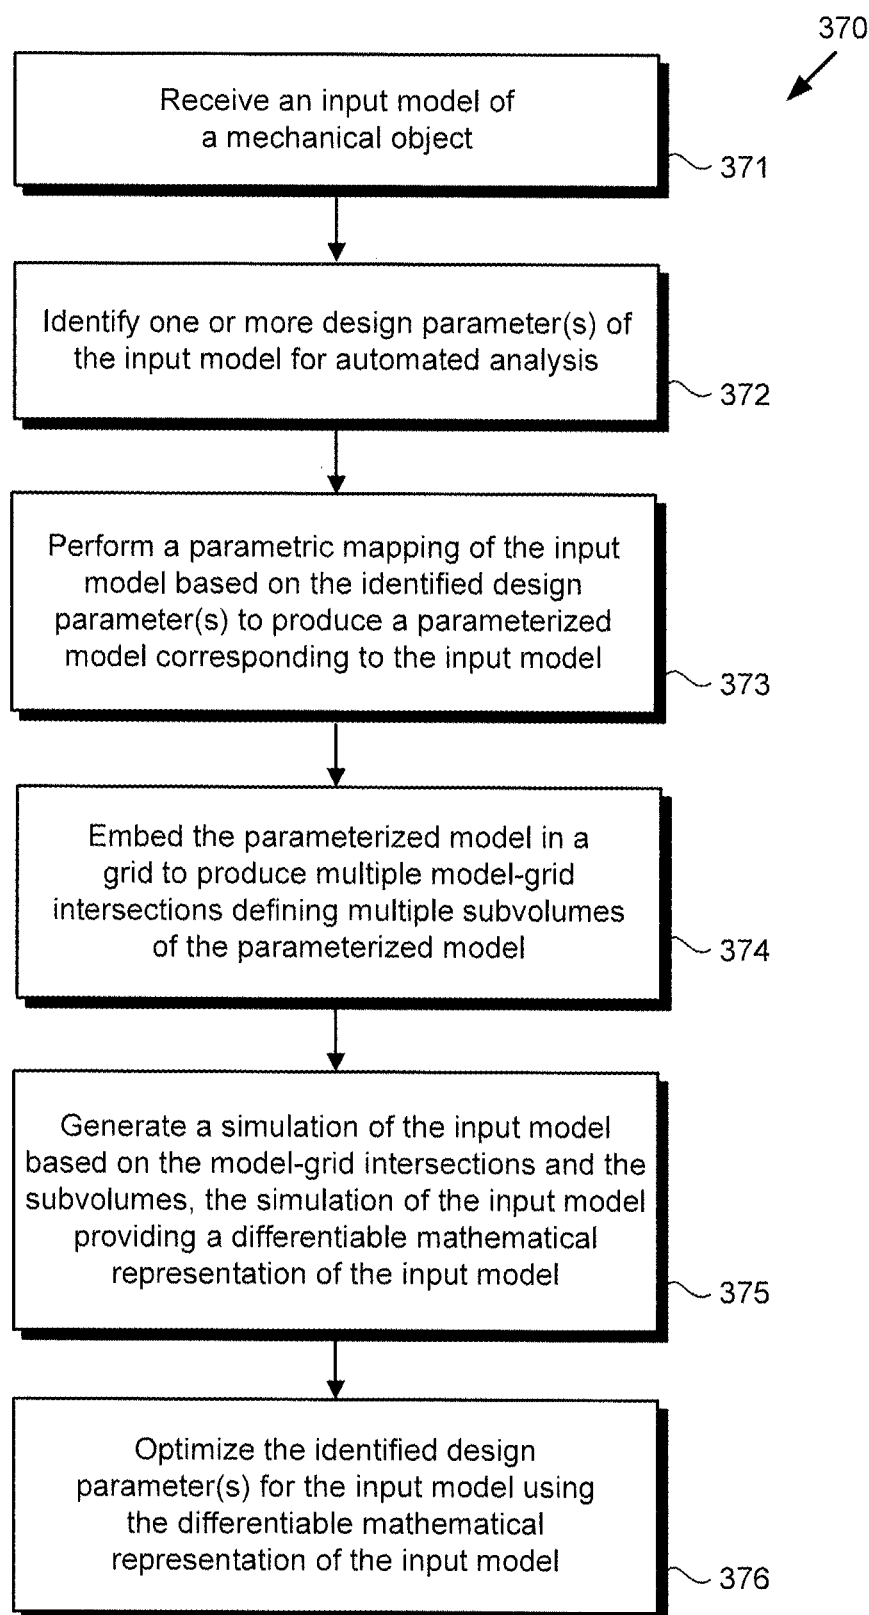 370
Receive an input model of
a mechanical object
371
Identify one or more design parameter(s) of
the input model for automated analysis
372
Perform a parametric mapping of the input
model based on the identified design
parameter(s) to produce a parameterized
model corresponding to the input model
373
Embed the parameterized model in a
grid to produce multiple model-grid
intersections defining multiple subvolumes
of the parameterized model
374
Generate a simulation of the input model
based on the model-grid intersections and the
subvolumes, the simulation of the input model
providing a differentiable mathematical
representation of the input model
375
Optimize the identified design
parameter(s) for the input model using
the differentiable mathematical
representation of the input model
376